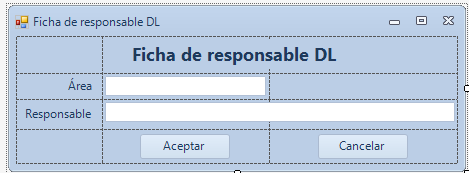 Ficha de responsable DL
Ficha de responsable DL
Área
Responsable
Aceptar Cancelar